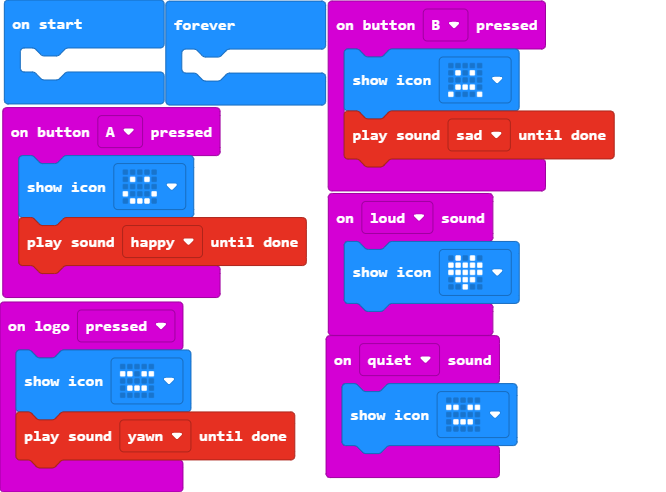 on start
forever
on button A pressed
show icon
play sound happy until done
on logo pressed
show icon
play sound yawn until done
on button B pressed
show icon
play sound sad until done
on loud sound
show icon
on quiet sound
show icon